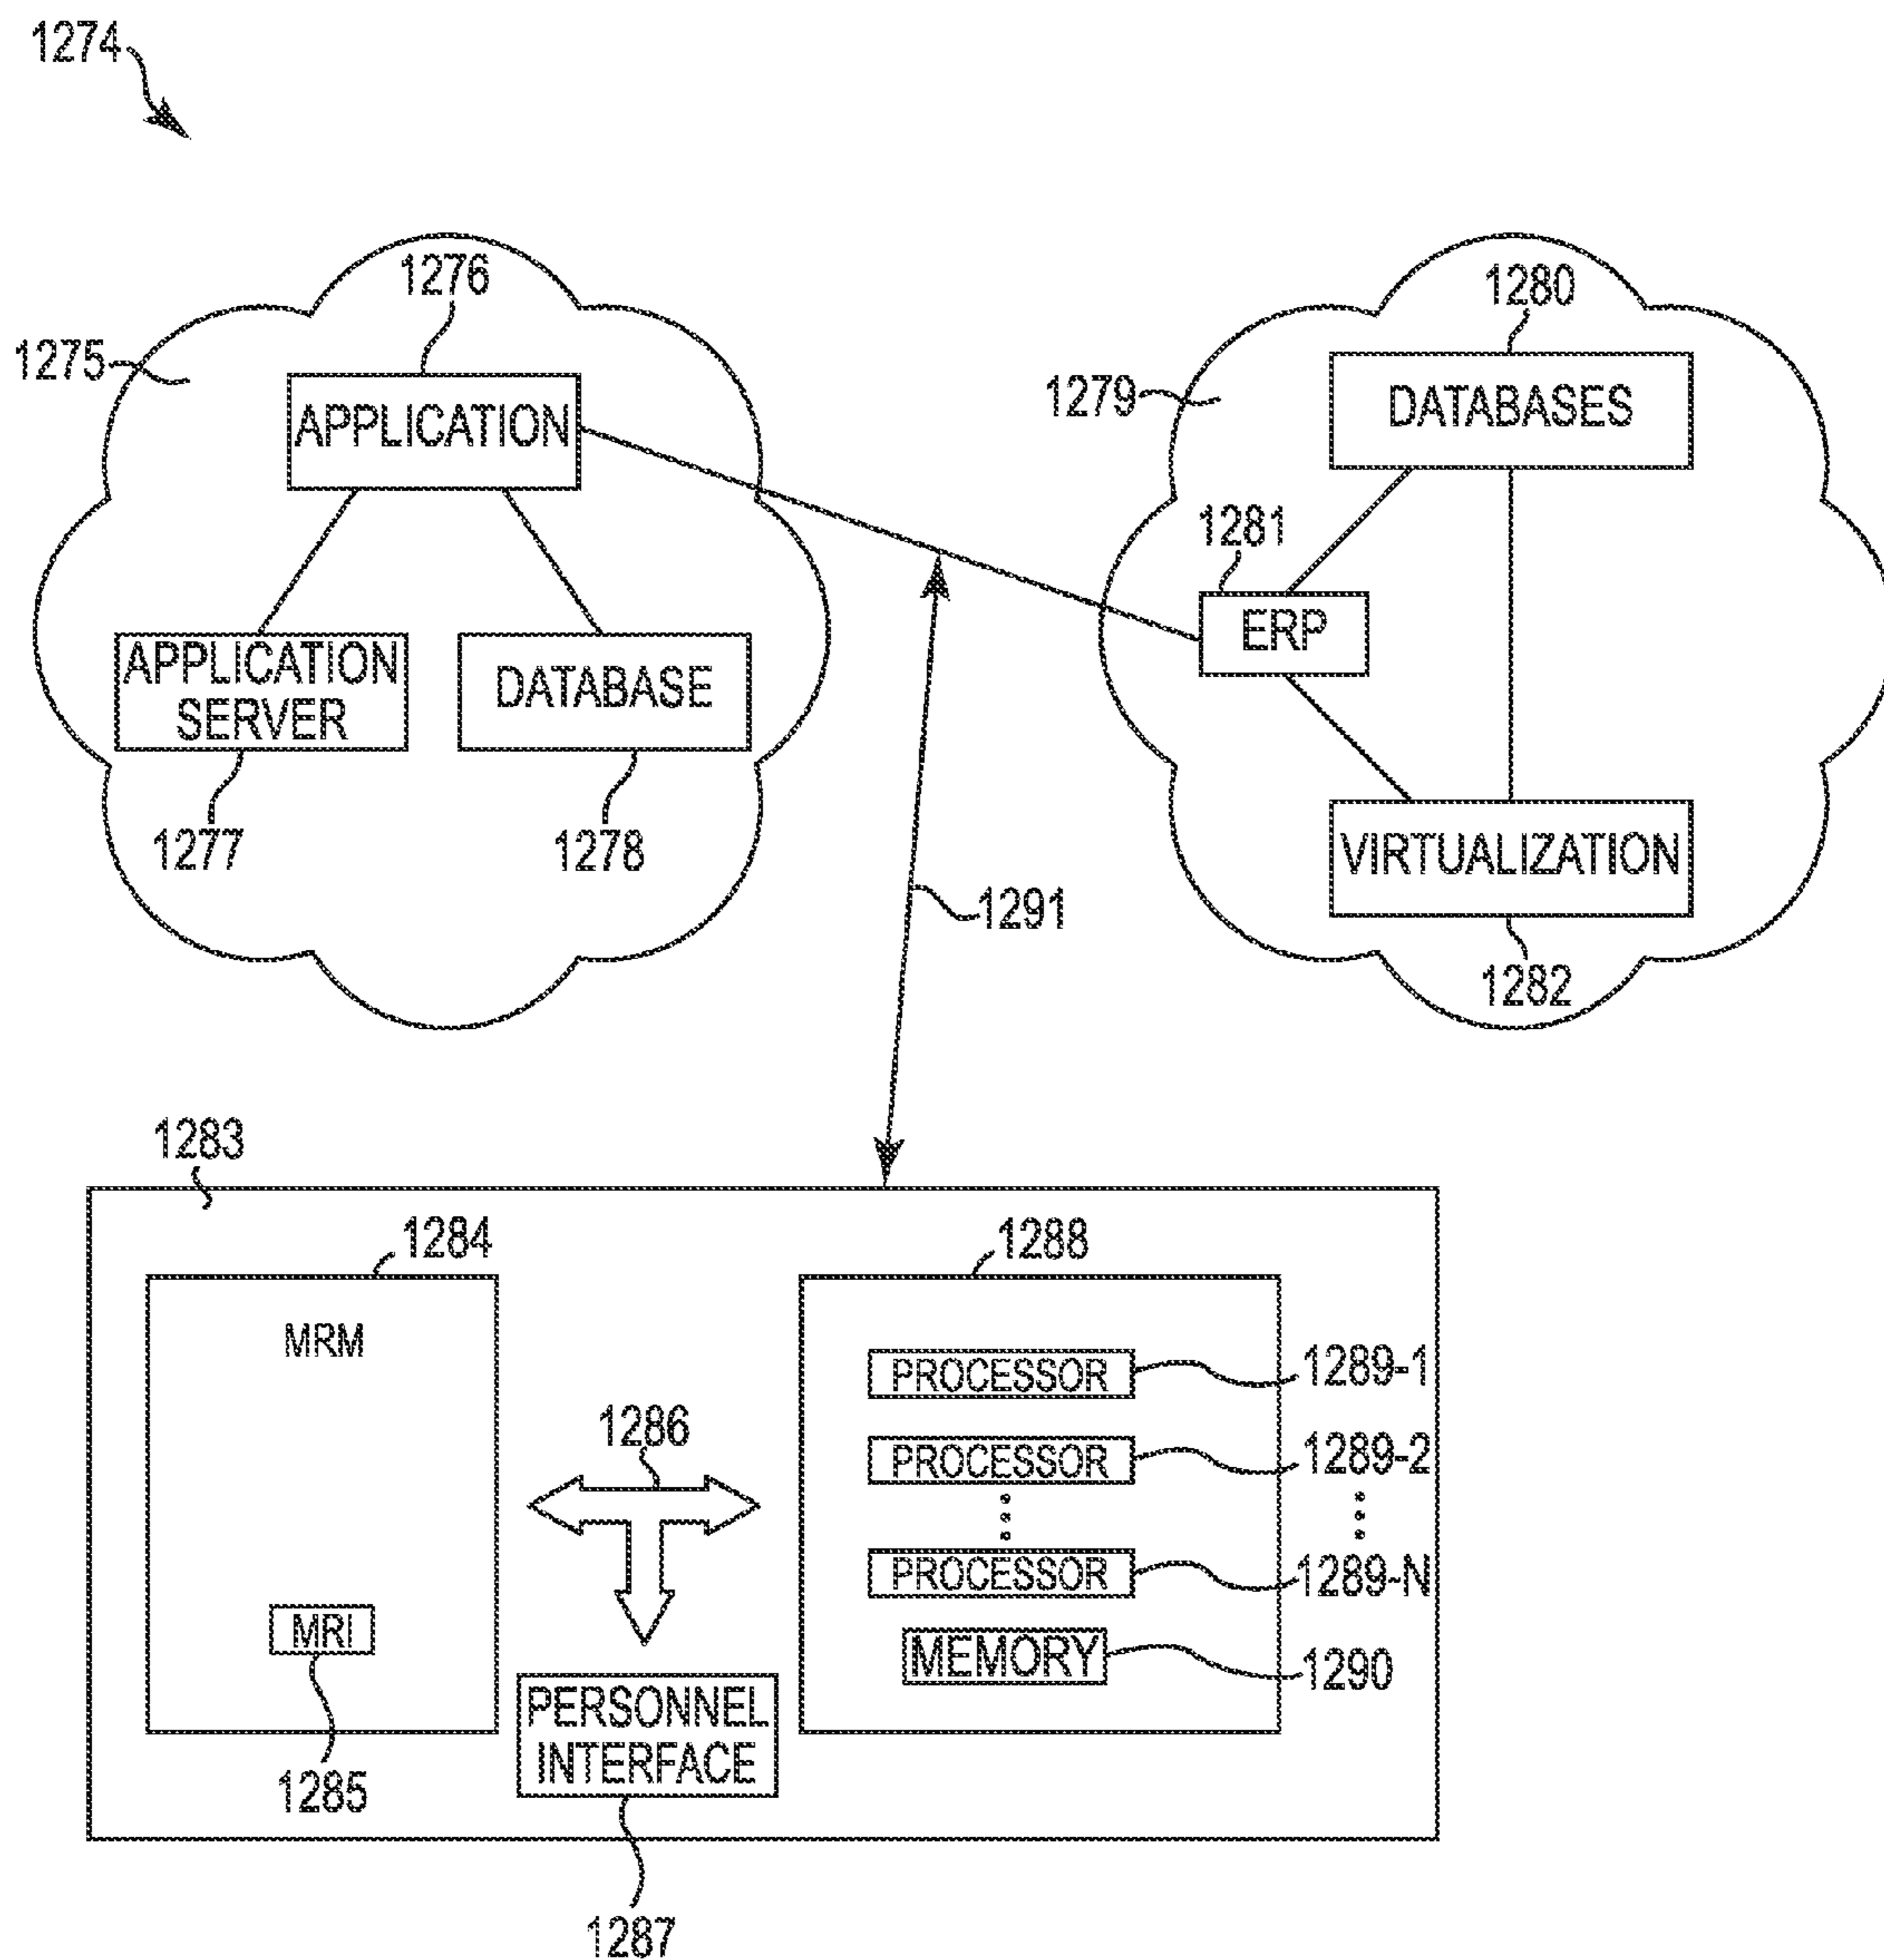 1274
1276
1275
APPLICATION
APPLICATION
SERVER
DATABASE
1277
1278
1280
1279
DATABASES
1281
ERP
VIRTUALIZATION
1282
1291
1283
1284
MRM
MRI
1285
1286
PERSONNEL
INTERFACE
1287
1288
PROCESSOR
1289-1
PROCESSOR
1289-2
PROCESSOR
1289-N
MEMORY
1290